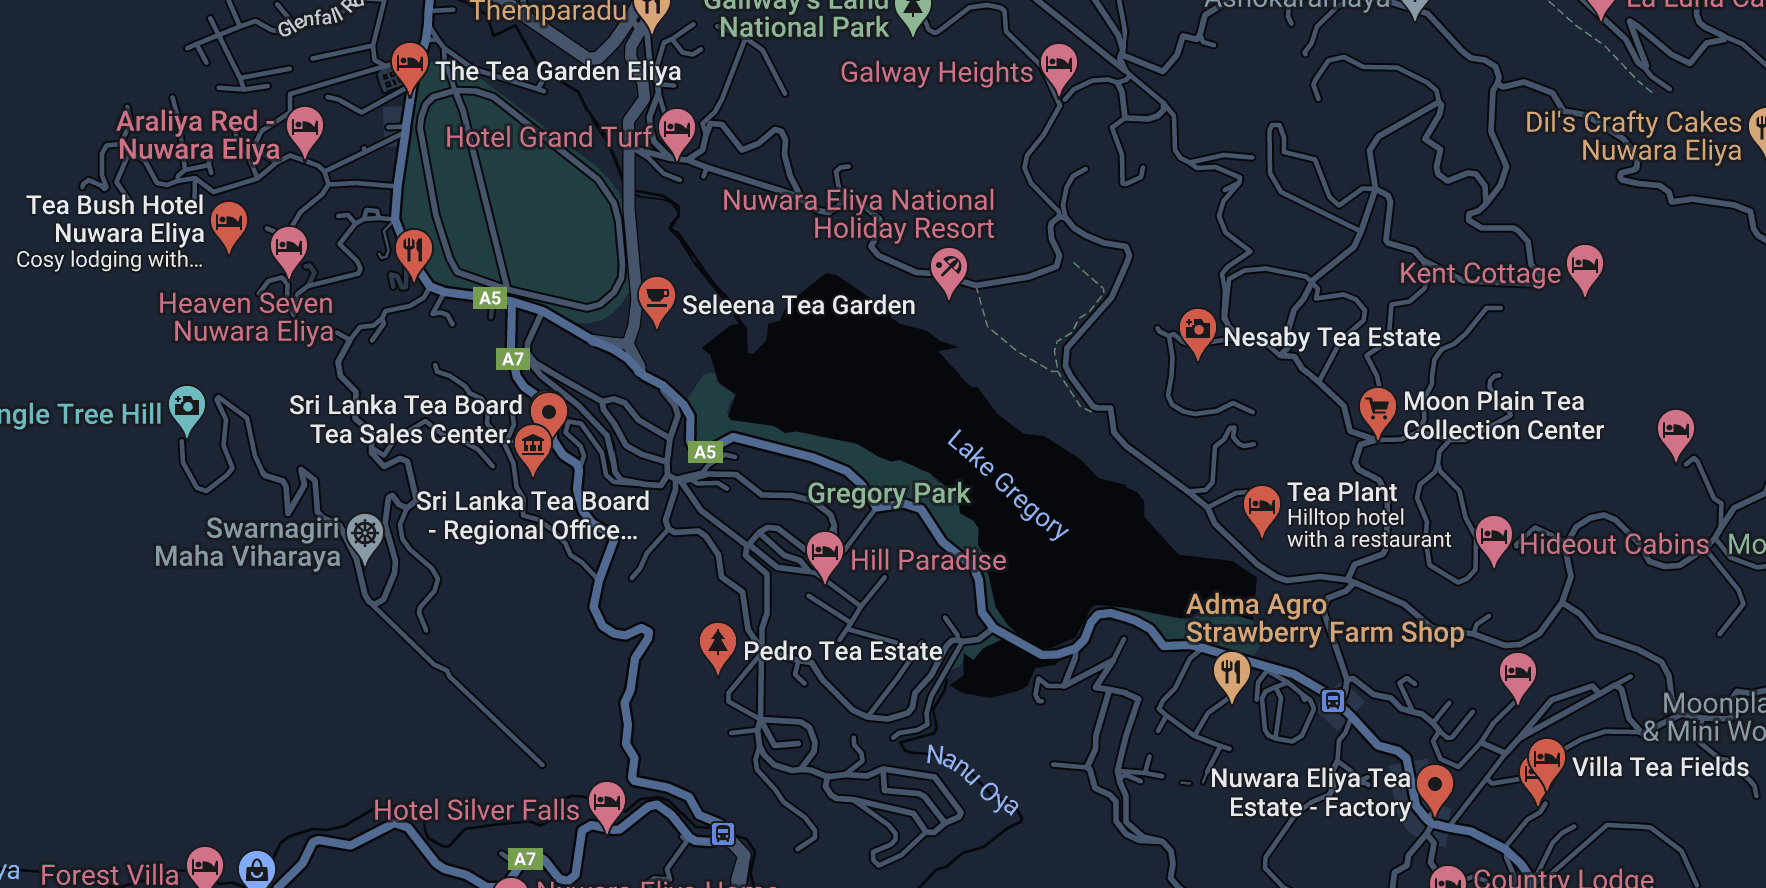 Glenfall Rd
Themparadu
Galway's Land
National Park
The Tea Garden Eliya
Galway Heights
Araliya Red -
Nuwara Eliya
Hotel Grand Turf
Dil's Crafty Cakes
Nuwara Eliya
Tea Bush Hotel
Nuwara Eliya
Cosy lodging with...
Nuwara Eliya National
Holiday Resort
Kent Cottage
Heaven Seven
Nuwara Eliya
A5
Seleena Tea Garden
Nesaby Tea Estate
A7
ngle Tree Hill
Sri Lanka Tea Board
Tea Sales Center.
Moon Plain Tea
Collection Center
A5
Lake Gregory
Gregory Park
Sri Lanka Tea Board
- Regional Office...
Tea Plant
Hilltop hotel
with a restaurant
Swarnagiri
Maha Viharaya
Hill Paradise
Hideout Cabins
Mo
Adma Agro
Strawberry Farm Shop
Pedro Tea Estate
Moonpla
& Mini Wo
Nanu Oya
Nuwara Eliya Tea
Estate - Factory
Villa Tea Fields
Hotel Silver Falls
A7
ya
Forest Villa
Nuwara Eliya Home
Country Lodge